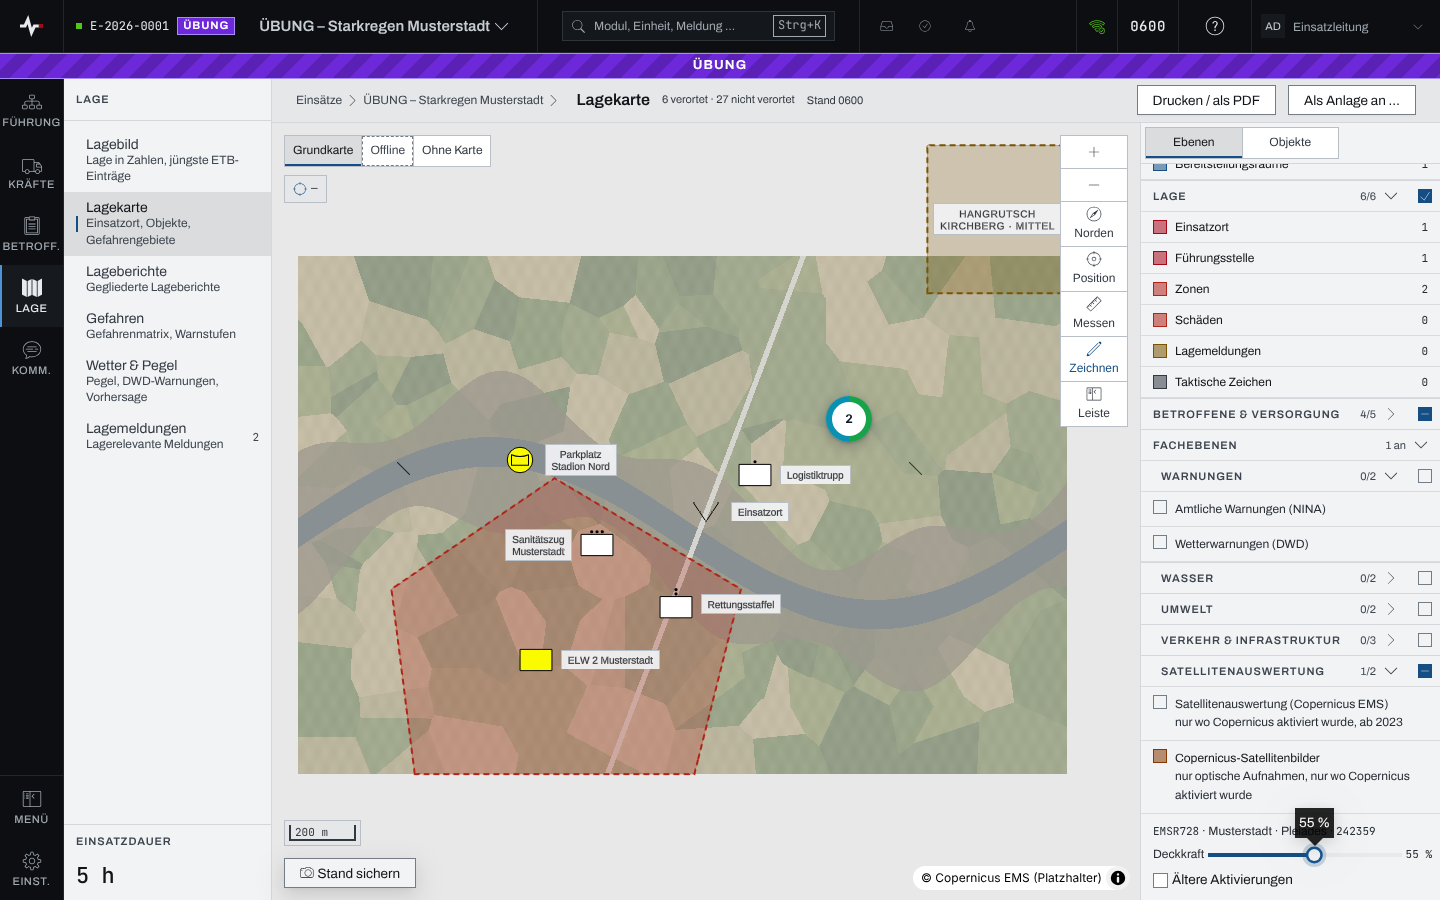 E-2026-0001 ÜBUNG ÜBUNG – Starkregen Musterstadt
Modul, Einheit, Meldung ... Strg+K
0600
AD Einsatzleitung
ÜBUNG
FÜHRUNG
KRÄFTE
BETROFF.
LAGE
KOMM.
MENÜ
EINST.
LAGE
Lagebild
Lage in Zahlen, jüngste ETB-
Einträge
Lagekarte
Einsatzort, Objekte,
Gefahrengebiete
Lageberichte
Gegliederte Lageberichte
Gefahren
Gefahrenmatrix, Warnstufen
Wetter & Pegel
Pegel, DWD-Warnungen,
Vorhersage
Lagemeldungen
Lagerelevante Meldungen 2
EINSATZDAUER
5 h
Einsätze ÜBUNG – Starkregen Musterstadt Lagekarte 6 verortet · 27 nicht verortet Stand 0600
Drucken / als PDF Als Anlage an ...
Grundkarte Offline Ohne Karte
–
HANGRUTSCH
KIRCHBERG · MITTEL
Norden
Position
Messen
Zeichnen
Leiste
2
Parkplatz
Stadion Nord
Logistiktrupp
Einsatzort
Sanitätszug
Musterstadt
Rettungsstaffel
ELW 2 Musterstadt
200 m
Stand sichern
© Copernicus EMS (Platzhalter)
Ebenen Objekte
Bereitstellungsräume 1
LAGE 6/6
Einsatzort 1
Führungsstelle 1
Zonen 2
Schäden 0
Lagemeldungen 0
Taktische Zeichen 0
BETROFFENE & VERSORGUNG 4/5
FACHEBENEN 1 an
WARNUNGEN 0/2
Amtliche Warnungen (NINA)
Wetterwarnungen (DWD)
WASSER 0/2
UMWELT 0/2
VERKEHR & INFRASTRUKTUR 0/3
SATELLITENAUSWERTUNG 1/2
Satellitenauswertung (Copernicus EMS)
nur wo Copernicus aktiviert wurde, ab 2023
Copernicus-Satellitenbilder
nur optische Aufnahmen, nur wo Copernicus
aktiviert wurde
55 %
EMSR728 · Musterstadt · 242359
Deckkraft 55 %
Ältere Aktivierungen